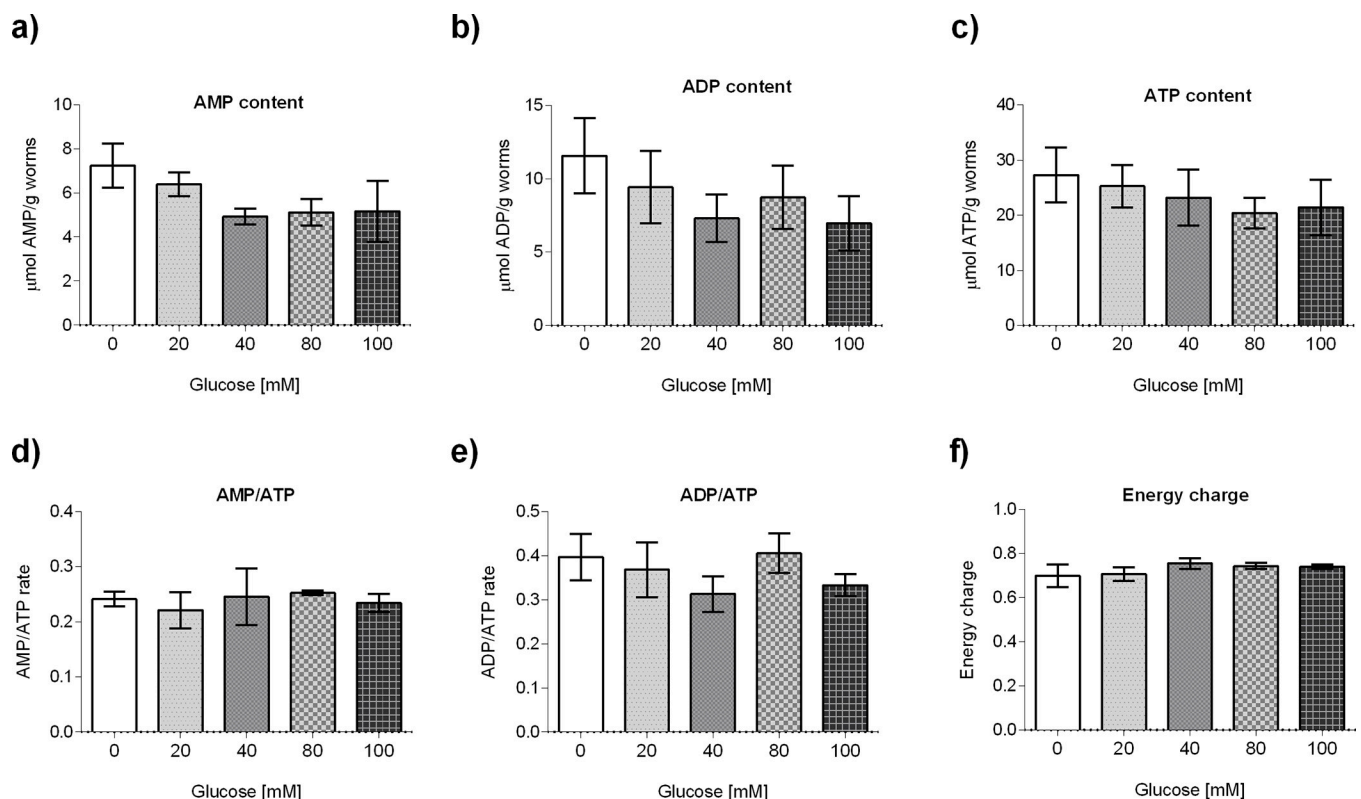 a)
AMP content
μmol AMP/g worms
10
8
6
4
2
0
0 20 40 80 100
Glucose [mM]
b)
ADP content
μmol ADP/g worms
15
10
5
0
0 20 40 80 100
Glucose [mM]
c)
ATP content
μmol ATP/g worms
40
30
20
10
0
0 20 40 80 100
Glucose [mM]
d)
AMP/ATP
AMP/ATP rate
0.4
0.3
0.2
0.1
0.0
0 20 40 80 100
Glucose [mM]
e)
ADP/ATP
ADP/ATP rate
0.5
0.4
0.3
0.2
0.1
0.0
0 20 40 80 100
Glucose [mM]
f)
Energy charge
Energy charge
1.0
0.8
0.6
0.4
0.2
0.0
0 20 40 80 100
Glucose [mM]